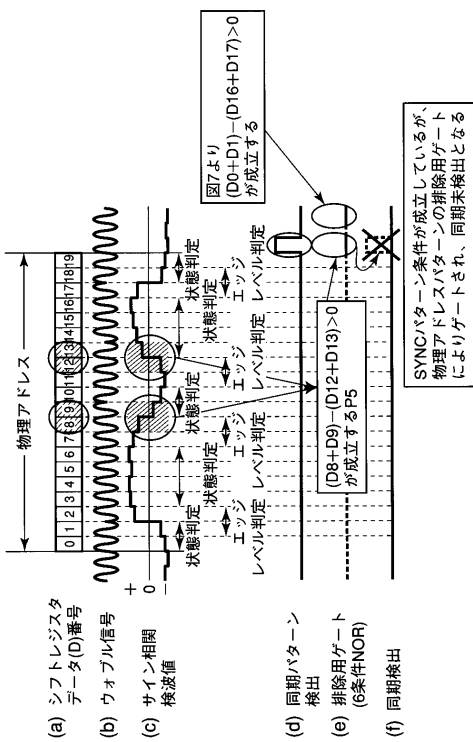 物理アドレス
(a) シフトレジスタ
データ(D)番号
0 1 2 3 4 5 6 7 8 9 10 11 12 13 14 15 16 17 18 19
(b) ウォブル信号
(c) サイン相関
検波値
+
0
−
状態判定
状態判定
状態判定
状態判定
状態判定
エッジ
レベル判定
エッジ
レベル判定
エッジ
レベル判定
エッジ
レベル判定
(d) 同期パターン
検出
(e) 排除用ゲート
(6条件NOR)
(f) 同期検出
(D8+D9)−(D12+D13)>0
が成立するP5
図7より
(D0+D1)−(D16+D17)>0
が成立する
SYNCパターン条件が成立しているが、
物理アドレスパターンの排除用ゲート
によりゲートされ、同期未検出となる